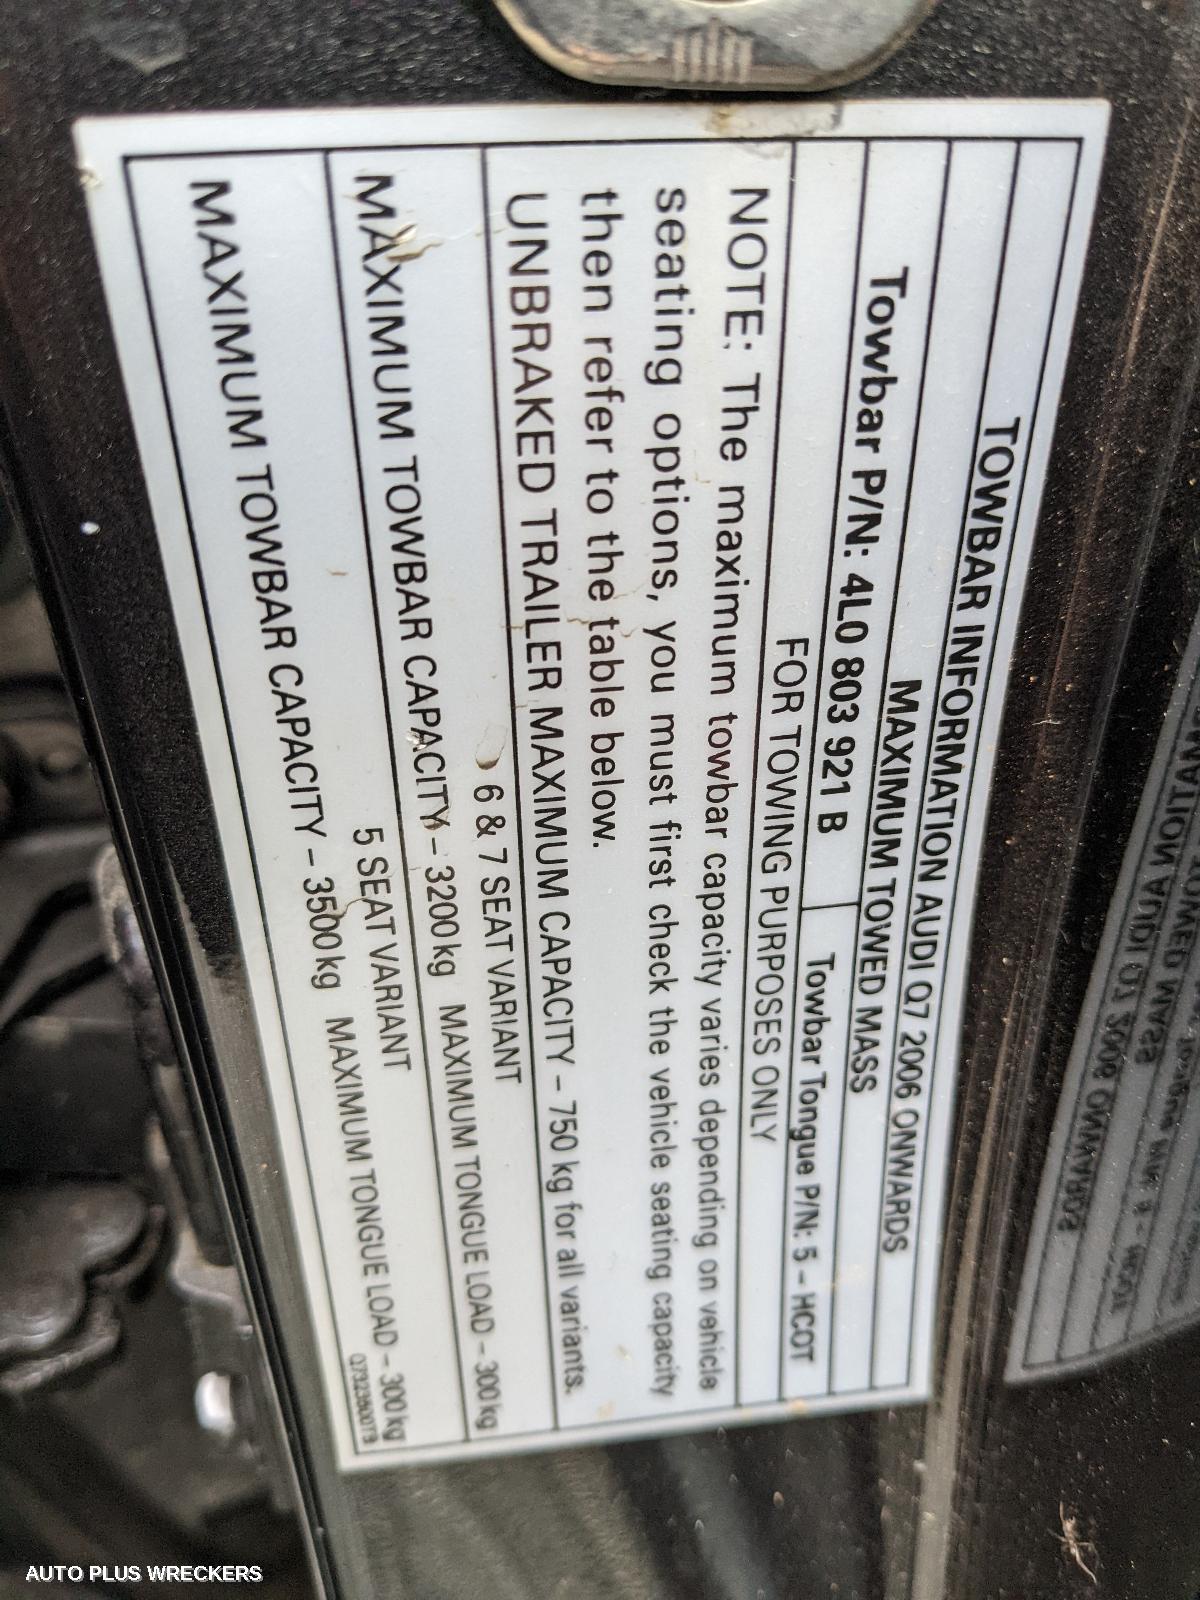 TOWBAR INFORMATION AUDI Q7 2006 ONWARDS
MAXIMUM TOWED MASS
Towbar P/N: 4L0 803 921 B Towbar Tongue P/N: 5 – HCOT
FOR TOWING PURPOSES ONLY
NOTE: The maximum towbar capacity varies depending on vehicle
seating options, you must first check the vehicle seating capacity
then refer to the table below.
UNBRAKED TRAILER MAXIMUM CAPACITY – 750 kg for all variants.
6 & 7 SEAT VARIANT
MAXIMUM TOWBAR CAPACITY – 3200 kg MAXIMUM TONGUE LOAD – 300 kg
5 SEAT VARIANT
MAXIMUM TOWBAR CAPACITY – 3500 kg MAXIMUM TONGUE LOAD – 300 kg
AUTO PLUS WRECKERS